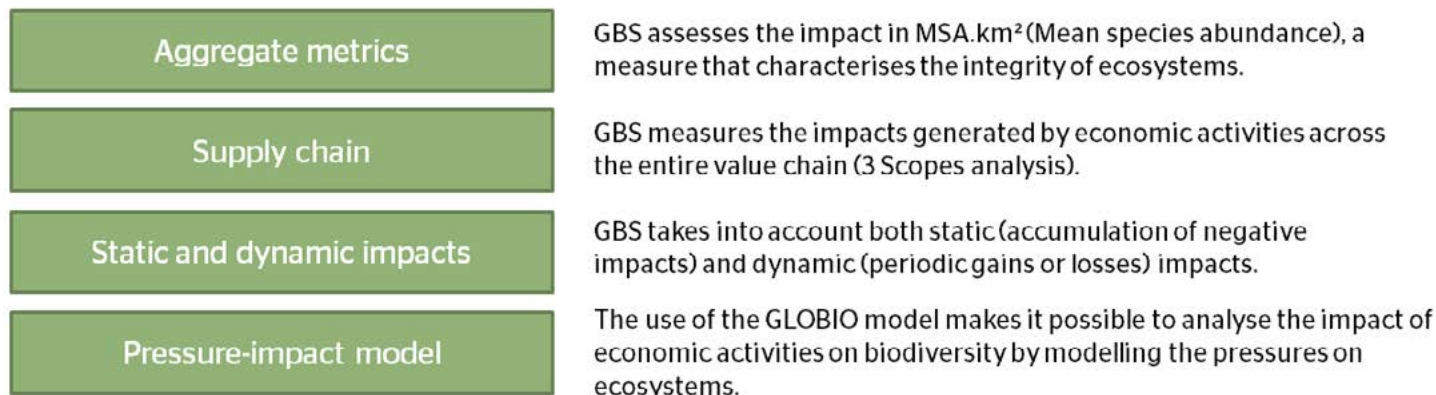 Aggregate metrics
GBS assesses the impact in MSA.km² (Mean species abundance), a
measure that characterises the integrity of ecosystems.
Supply chain
GBS measures the impacts generated by economic activities across
the entire value chain (3 Scopes analysis).
Static and dynamic impacts
GBS takes into account both static (accumulation of negative
impacts) and dynamic (periodic gains or losses) impacts.
Pressure-impact model
The use of the GLOBIO model makes it possible to analyse the impact of
economic activities on biodiversity by modelling the pressures on
ecosystems.